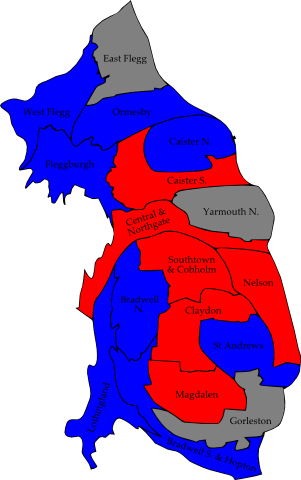 East Flegg
West Flegg
Ormesby
Caister N.
Fleggburgh
Caister S.
Yarmouth N.
Central &
Northgate
Southtown
& Cobholm
Nelson
Bradwell
N.
Claydon
St Andrews
Magdalen
Lothingland
Gorleston
Bradwell S. & Hopton